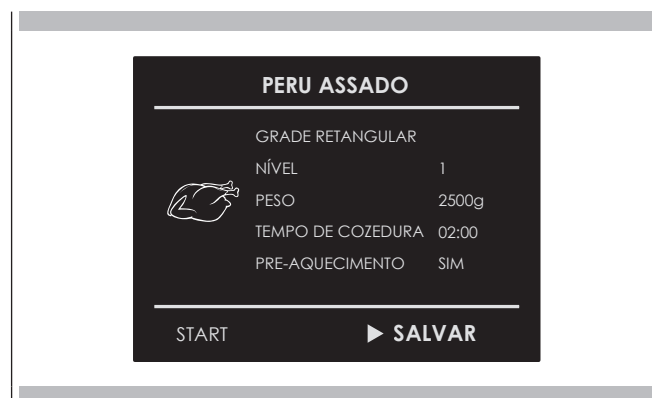 PERU ASSADO
GRADE RETANGULAR
NÍVEL 1
PESO 2500g
TEMPO DE COZEDURA 02:00
PRE-AQUECIMENTO SIM
START ▶ SALVAR